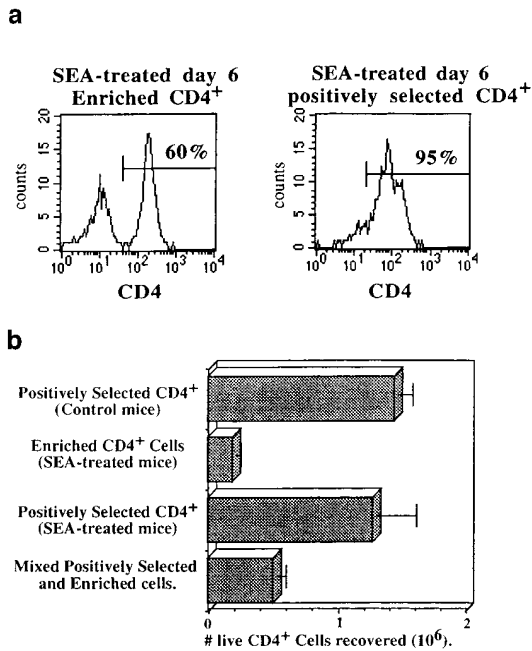 a
SEA-treated day 6
Enriched CD4+
SEA-treated day 6
positively selected CD4+
20
15
10
5
0
counts
60%
10^0 10^1 10^2 10^3 10^4
CD4
20
15
10
5
0
counts
95%
10^0 10^1 10^2 10^3 10^4
CD4
b
Positively Selected CD4+
(Control mice)
Enriched CD4+ Cells
(SEA-treated mice)
Positively Selected CD4+
(SEA-treated mice)
Mixed Positively Selected
and Enriched cells.
0 1 2
# live CD4+ Cells recovered (10^6).